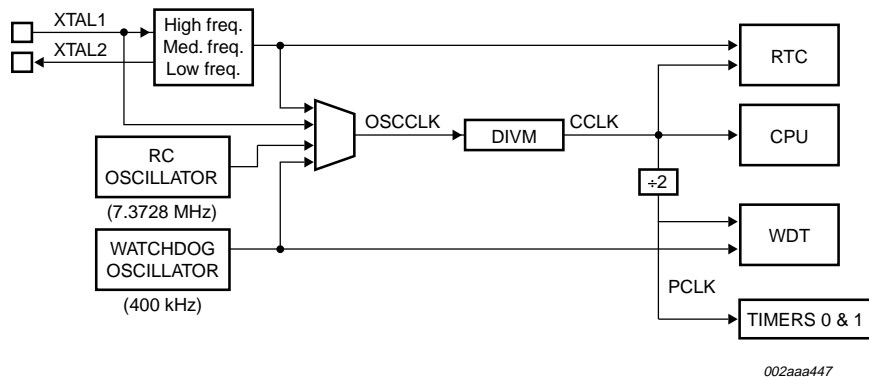 XTAL1
XTAL2
High freq.
Med. freq.
Low freq.
RTC
OSCCLK
DIVM
CCLK
CPU
RC
OSCILLATOR
(7.3728 MHz)
÷2
WATCHDOG
OSCILLATOR
(400 kHz)
WDT
PCLK
TIMERS 0 & 1
002aaa447